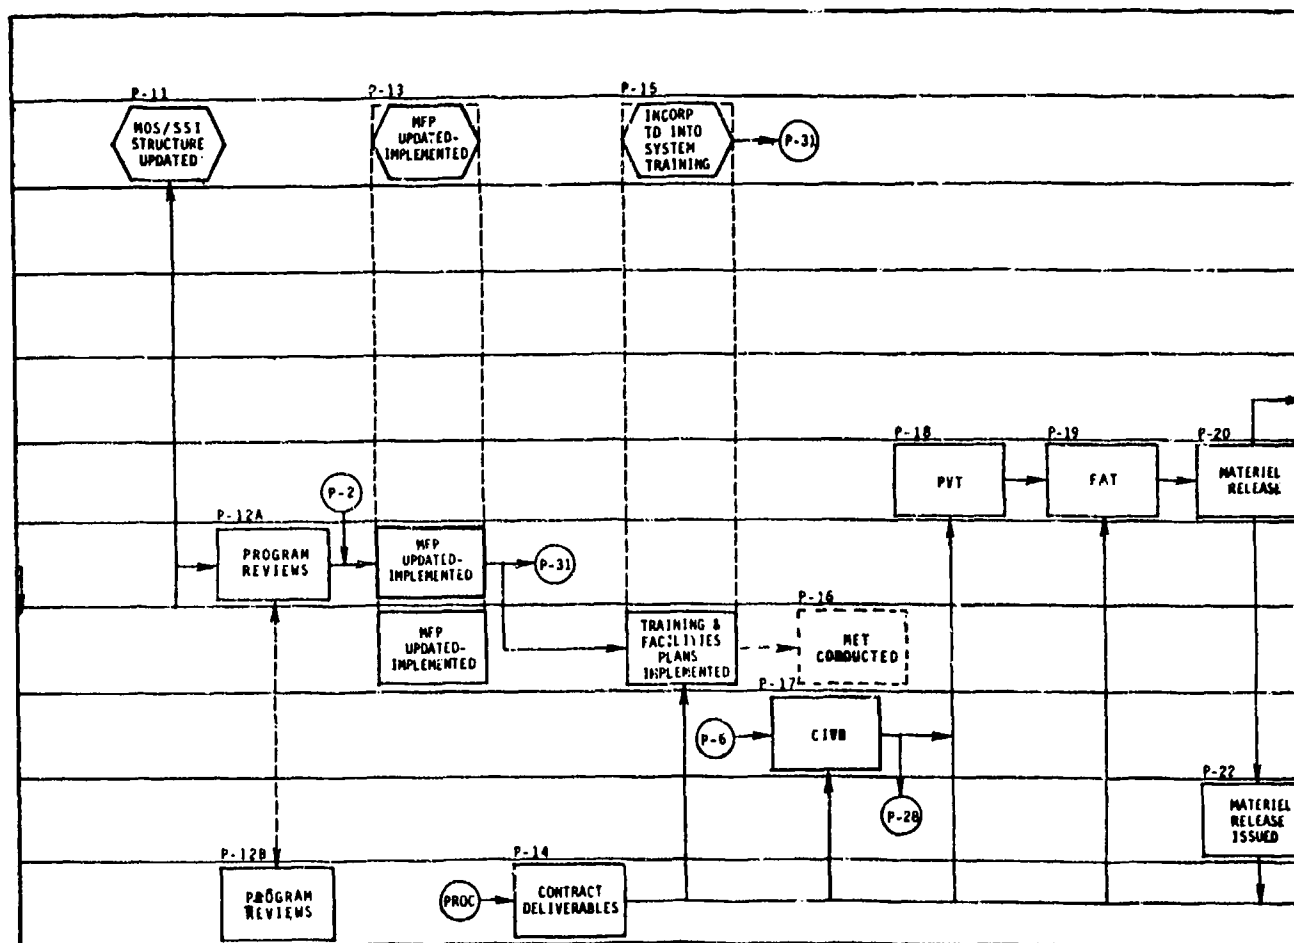 P-11
P-13
P-15
MOS/SSI
STRUCTURE
UPDATED
MFP
UPDATED-
IMPLEMENTED
INCORP
TD INTO
SYSTEM
TRAINING
P-31
P-18
P-19
P-20
PVT
FAT
MATERIEL
RELEASE
P-2
P-12A
PROGRAM
REVIEWS
MFP
UPDATED-
IMPLEMENTED
P-31
MFP
UPDATED-
IMPLEMENTED
TRAINING &
FACILITIES
PLANS
IMPLEMENTED
P-16
MET
CONDUCTED
P-17
P-6
P-28
P-22
MATERIEL
RELEASE
ISSUED
P-12B
PROGRAM
REVIEWS
PROC
P-14
CONTRACT
DELIVERABLES